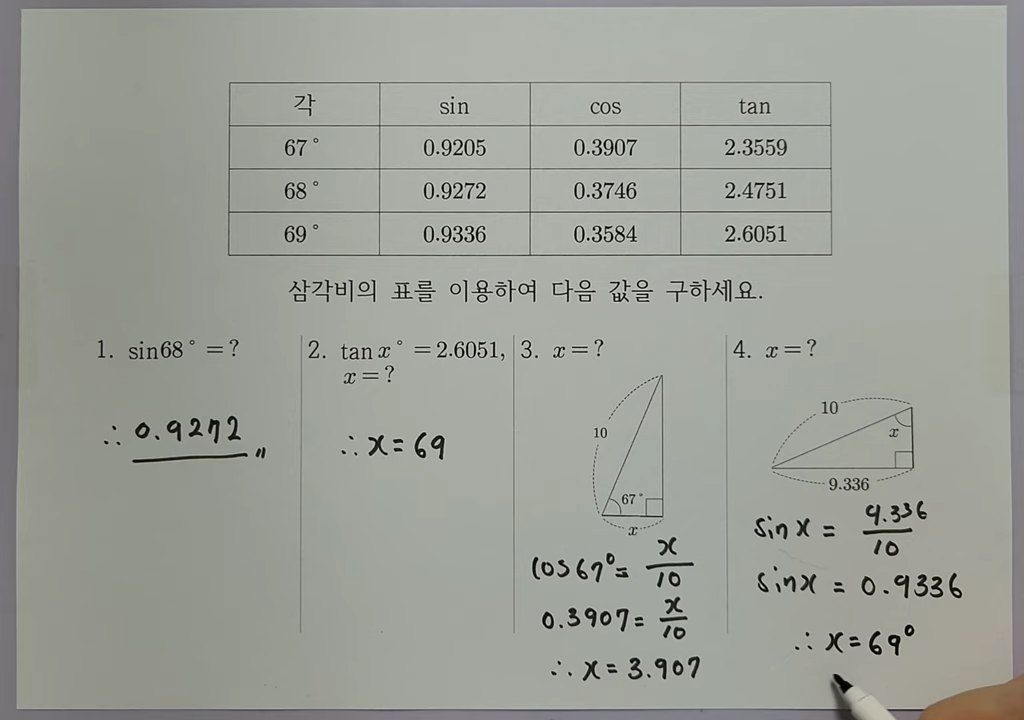 각 sin cos tan
67° 0.9205 0.3907 2.3559
68° 0.9272 0.3746 2.4751
69° 0.9336 0.3584 2.6051
삼각비의 표를 이용하여 다음 값을 구하세요.
1. sin68° = ?
∴ 0.9272 〃
2. tan x° = 2.6051,
x = ?
∴ x = 69
3. x = ?
10
67°
x
cos67° = x/10
0.3907 = x/10
∴ x = 3.907
4. x = ?
10
x
9.336
sin x = 9.336/10
sin x = 0.9336
∴ x = 69°